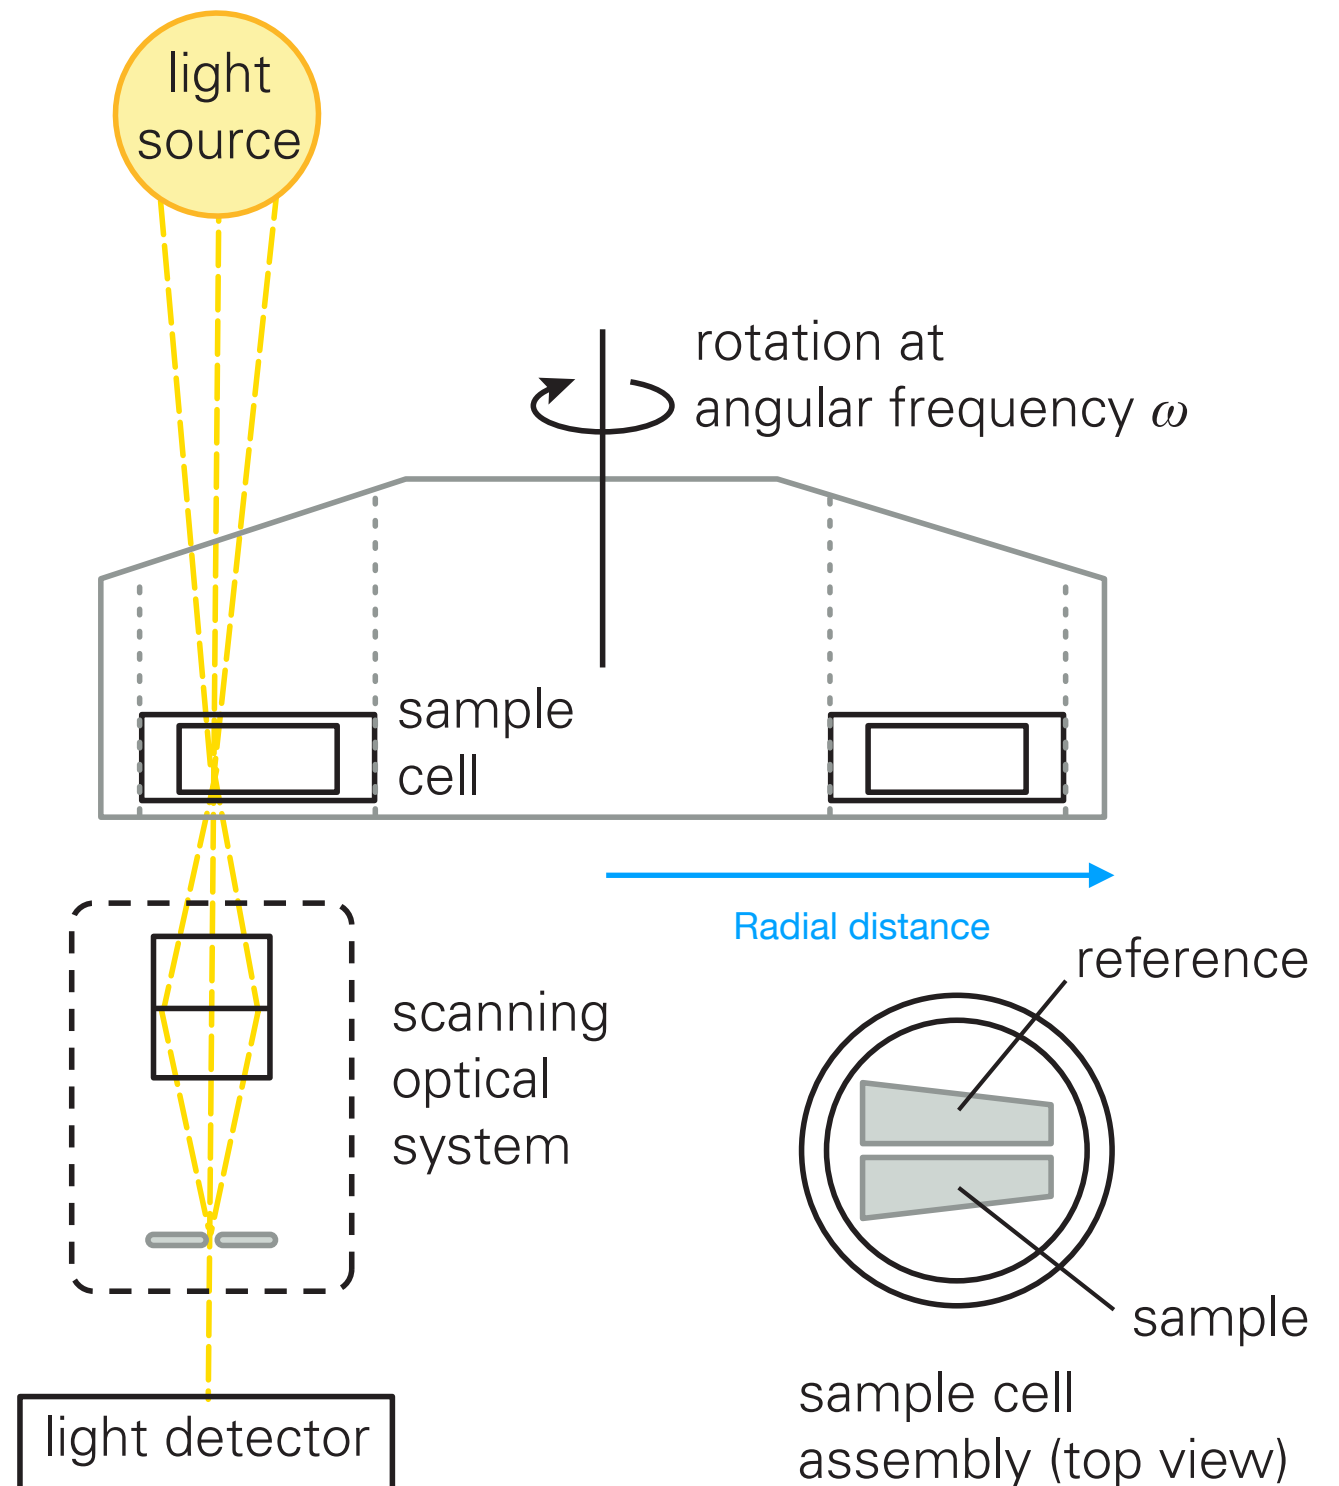 light
source
rotation at
angular frequency ω
sample
cell
Radial distance
reference
scanning
optical
system
sample
sample cell
assembly (top view)
light detector